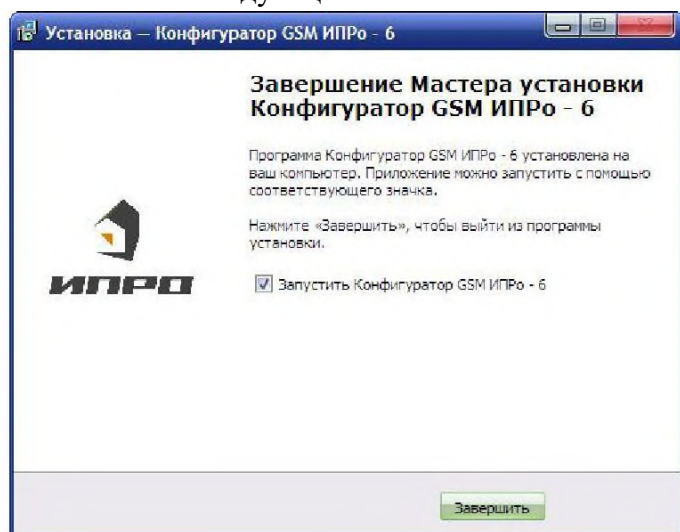 Установка — Конфигуратор GSM ИПРо - 6
Завершение Мастера установки
Конфигуратор GSM ИПРо - 6
Программа Конфигуратор GSM ИПРо - 6 установлена на
ваш компьютер. Приложение можно запустить с помощью
соответствующего значка.
Нажмите «Завершить», чтобы выйти из программы
установки.
ИПРО
Запустить Конфигуратор GSM ИПРо - 6
Завершить